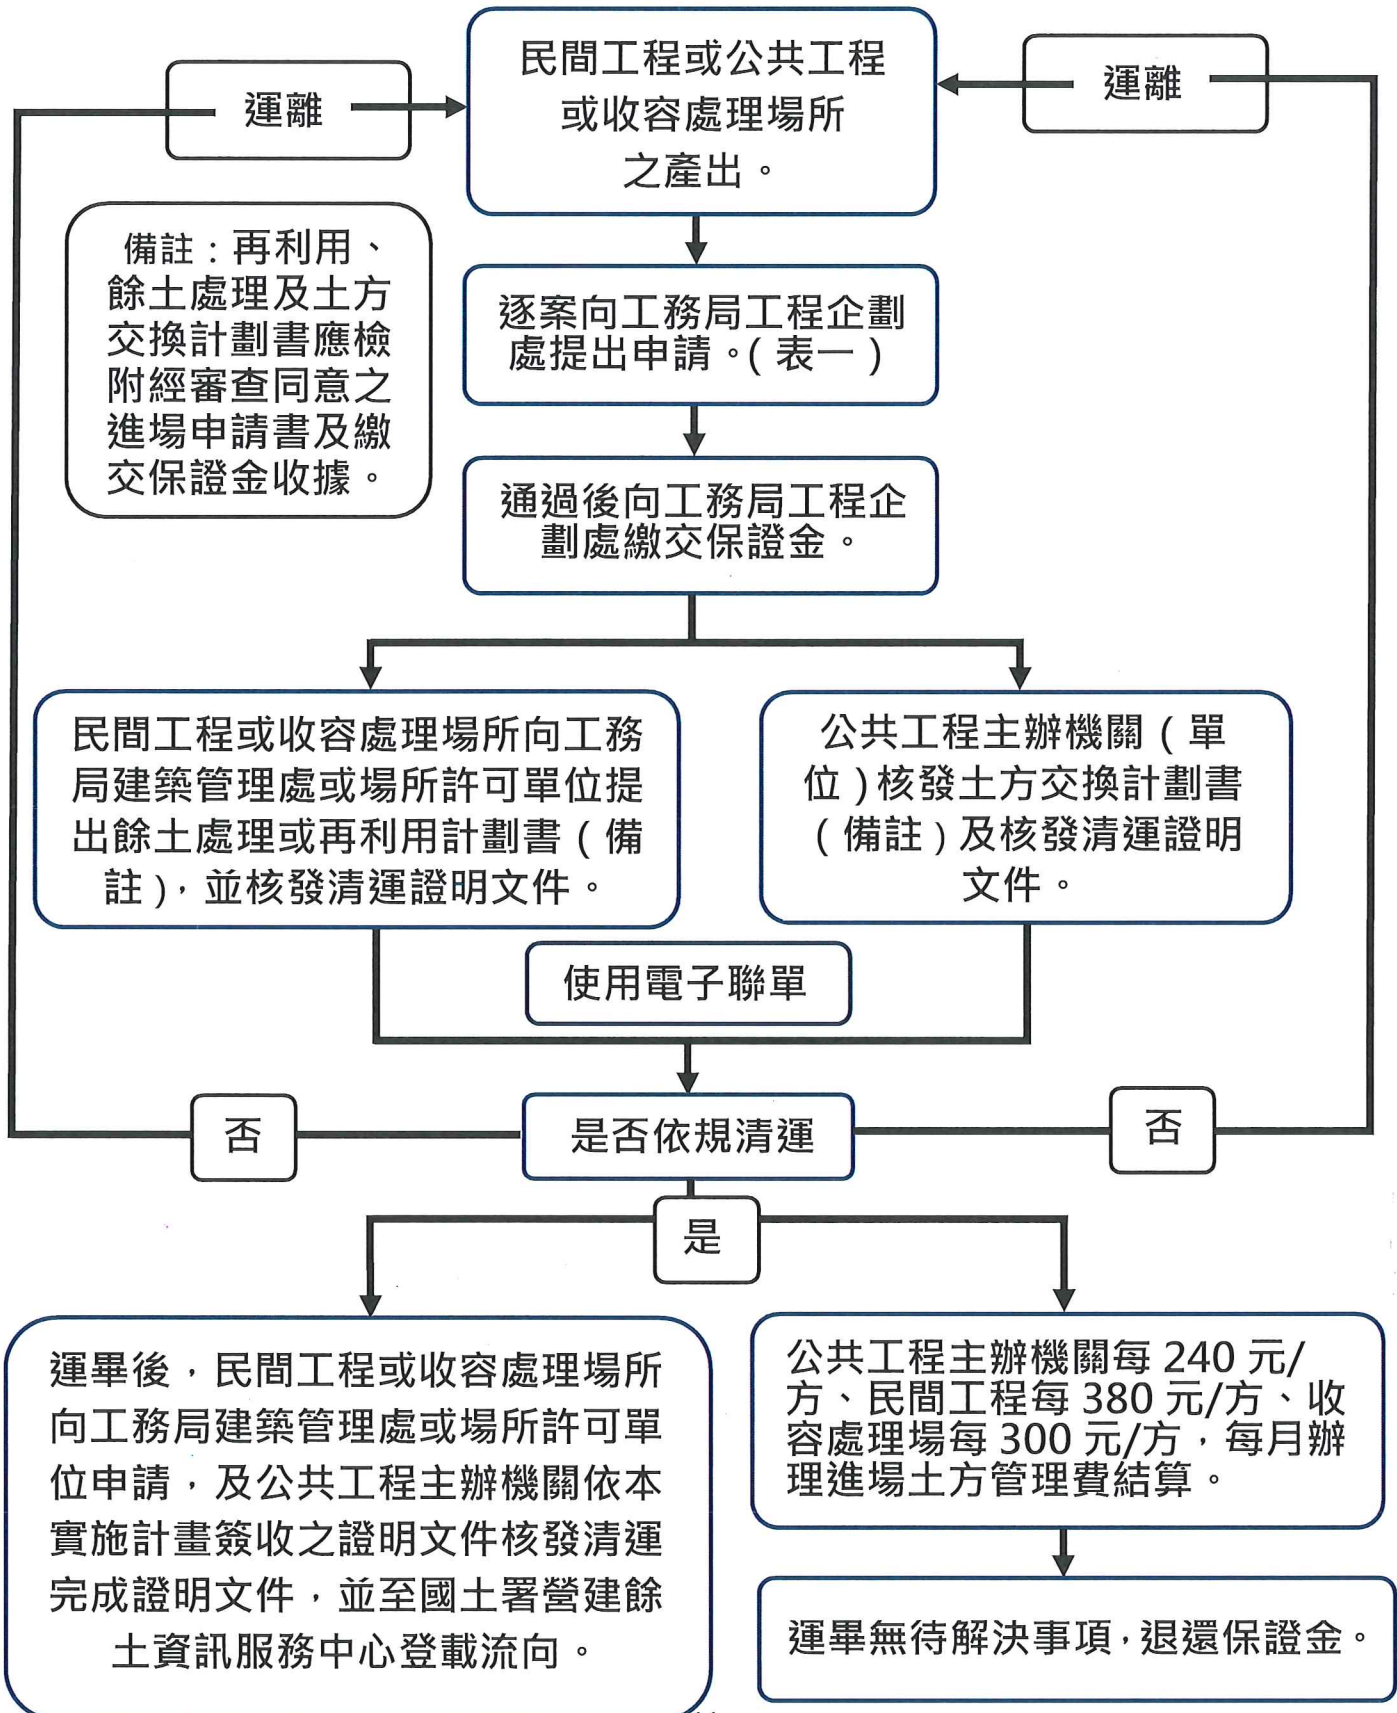 運離
民間工程或公共工程
或收容處理場所
之產出。
運離
備註：再利用、
餘土處理及土方
交換計劃書應檢
附經審查同意之
進場申請書及繳
交保證金收據。
逐案向工務局工程企劃
處提出申請。(表一)
通過後向工務局工程企
劃處繳交保證金。
民間工程或收容處理場所向工務
局建築管理處或場所許可單位提
出餘土處理或再利用計劃書(備
註)，並核發清運證明文件。
公共工程主辦機關(單
位)核發土方交換計劃書
(備註)及核發清運證明
文件。
使用電子聯單
否
是否依規清運
否
是
運畢後，民間工程或收容處理場所
向工務局建築管理處或場所許可單
位申請，及公共工程主辦機關依本
實施計畫簽收之證明文件核發清運
完成證明文件，並至國土署營建餘
土資訊服務中心登載流向。
公共工程主辦機關每 240 元/
方、民間工程每 380 元/方、收
容處理場每 300 元/方，每月辦
理進場土方管理費結算。
運畢無待解決事項，退還保證金。